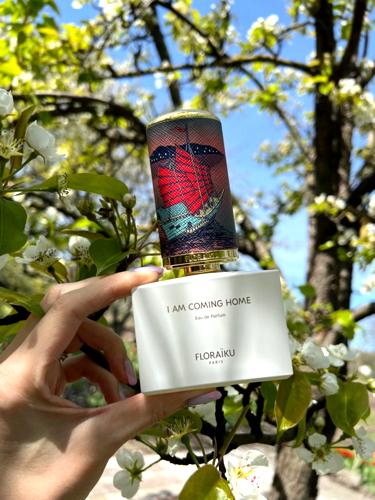 I AM COMING HOME
Eau de Parfum
FLORAÏKU
PARIS